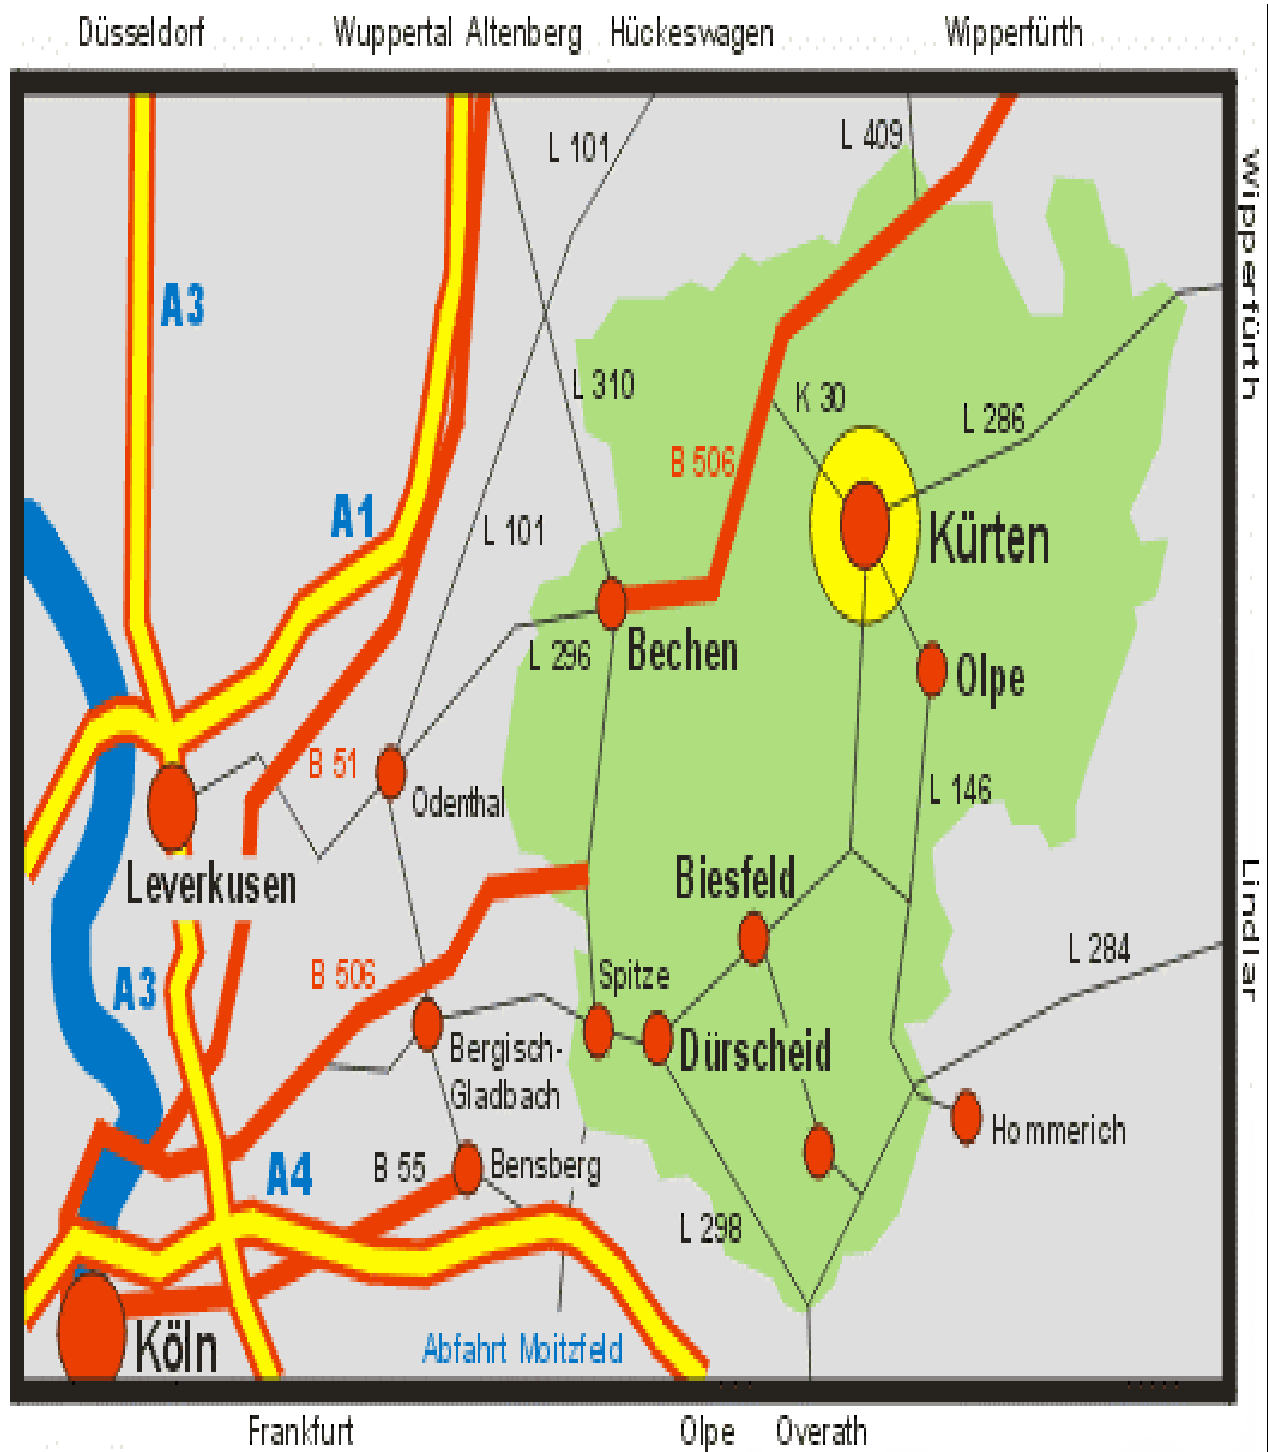 Düsseldorf Wuppertal Altenberg Hückeswagen Wipperfürth
L 101
L 409
Wipperfürth
A3
L 310
K 30
L 286
B 506
A1
L 101
Kürten
L 296
Bechen
Olpe
B 51
L 146
Odenthal
Leverkusen
Biesfeld
Lindlar
L 284
B 506
Spitze
A3
Bergisch-
Gladbach
Dürscheid
Hommerich
A4
B 55
Bensberg
L 298
Köln
Abfahrt Moitzfeld
Frankfurt Olpe Overath